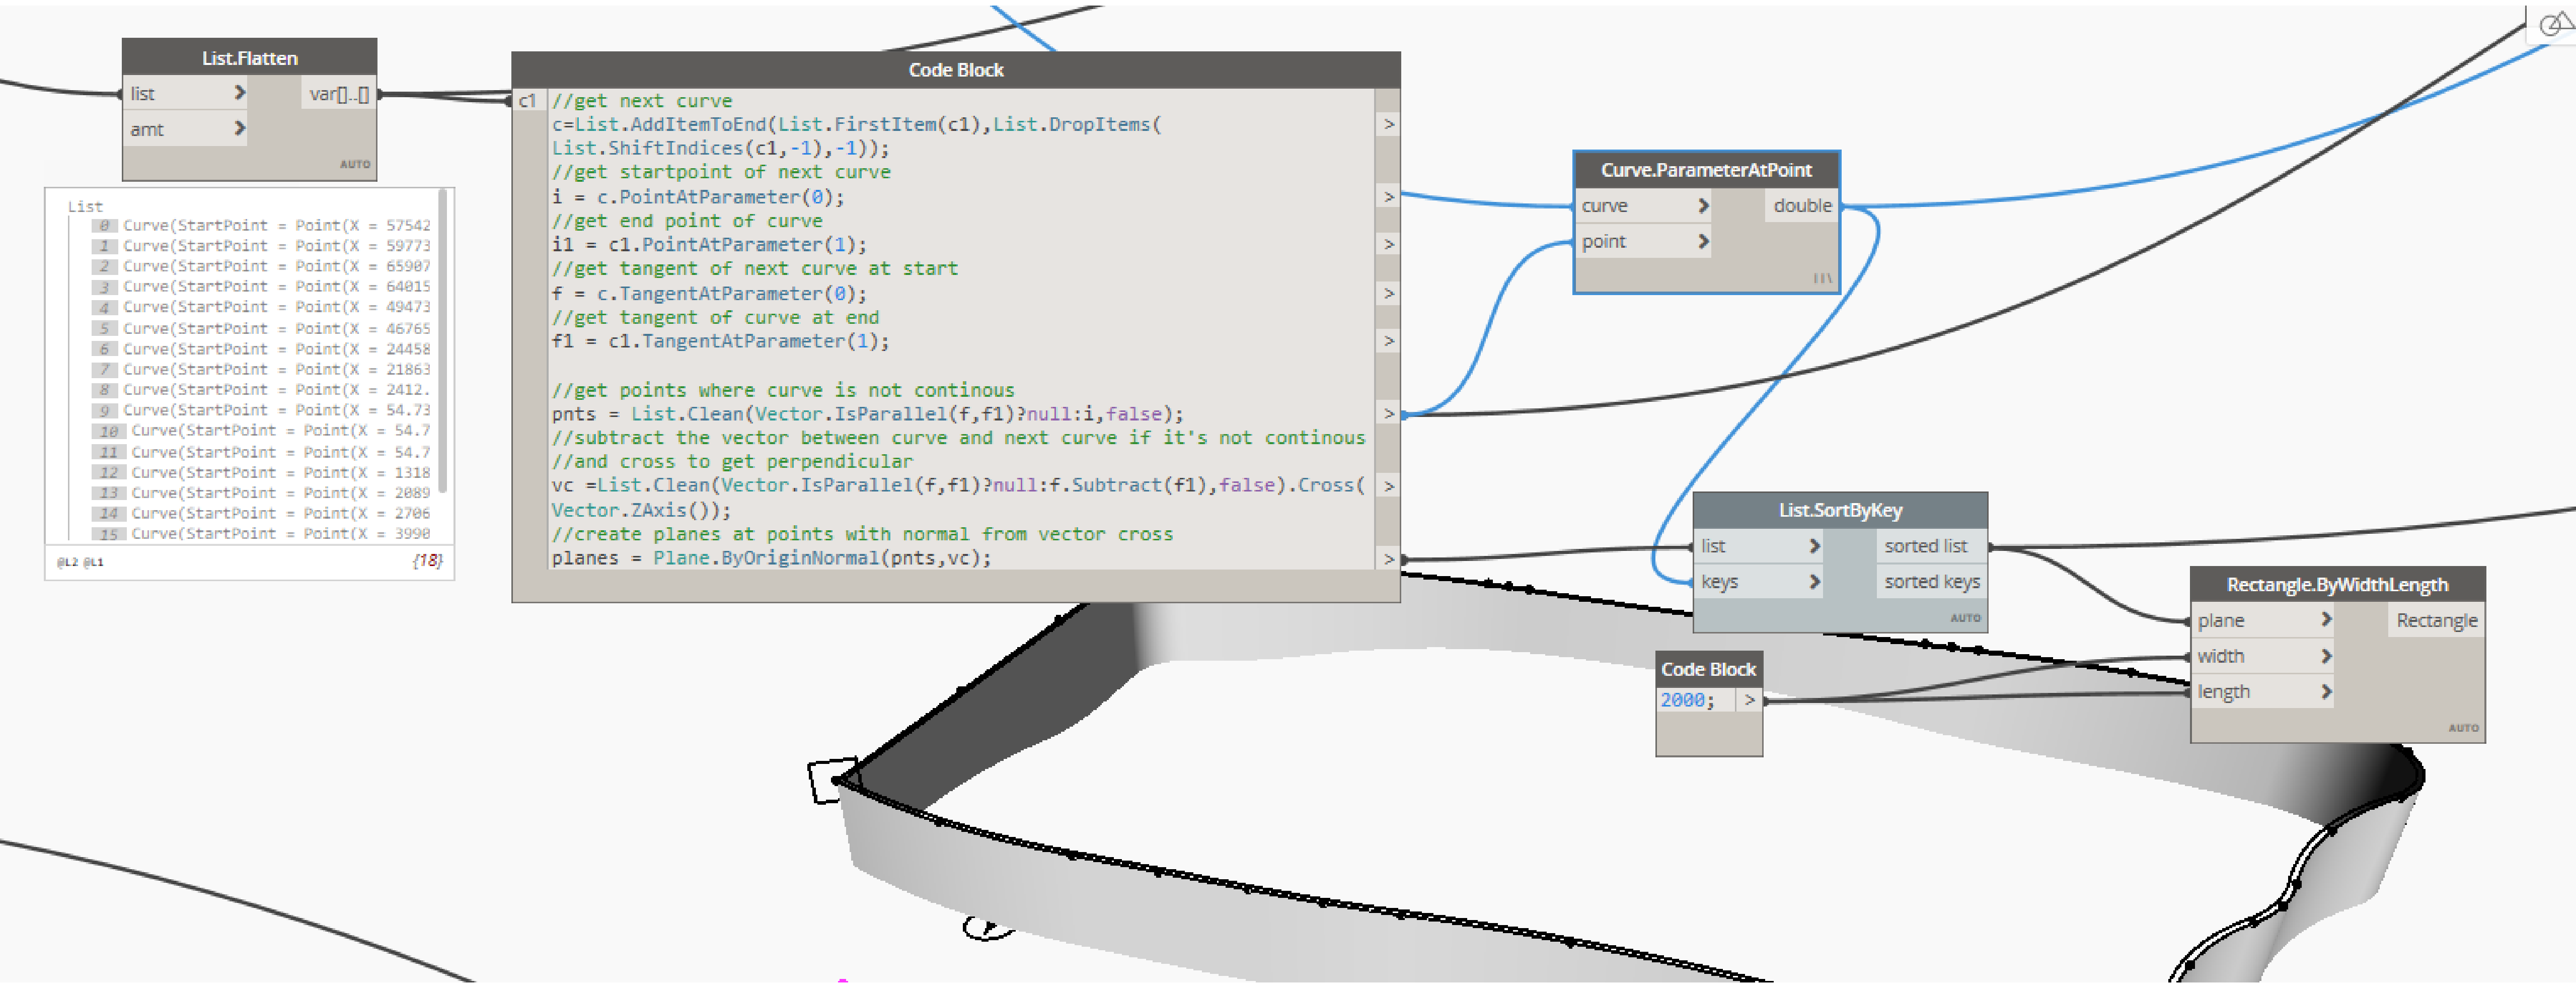 List.Flatten
list > var[]..[]
amt >
AUTO
List
0 Curve(StartPoint = Point(X = 57542
1 Curve(StartPoint = Point(X = 59773
2 Curve(StartPoint = Point(X = 65907
3 Curve(StartPoint = Point(X = 64015
4 Curve(StartPoint = Point(X = 49473
5 Curve(StartPoint = Point(X = 46765
6 Curve(StartPoint = Point(X = 24458
7 Curve(StartPoint = Point(X = 21863
8 Curve(StartPoint = Point(X = 2412.
9 Curve(StartPoint = Point(X = 54.73
10 Curve(StartPoint = Point(X = 54.7
11 Curve(StartPoint = Point(X = 54.7
12 Curve(StartPoint = Point(X = 1318
13 Curve(StartPoint = Point(X = 2089
14 Curve(StartPoint = Point(X = 2706
15 Curve(StartPoint = Point(X = 3990
@L2 @L1 {18}
Code Block
c1 //get next curve
c=List.AddItemToEnd(List.FirstItem(c1),List.DropItems( >
List.ShiftIndices(c1,-1),-1));
//get startpoint of next curve
i = c.PointAtParameter(0); >
//get end point of curve
i1 = c1.PointAtParameter(1); >
//get tangent of next curve at start
f = c.TangentAtParameter(0); >
//get tangent of curve at end
f1 = c1.TangentAtParameter(1); >
//get points where curve is not continous
pnts = List.Clean(Vector.IsParallel(f,f1)?null:i,false); >
//subtract the vector between curve and next curve if it's not continous
//and cross to get perpendicular
vc =List.Clean(Vector.IsParallel(f,f1)?null:f.Subtract(f1),false).Cross( >
Vector.ZAxis());
//create planes at points with normal from vector cross
planes = Plane.ByOriginNormal(pnts,vc); >
Curve.ParameterAtPoint
curve > double
point >
List.SortByKey
list > sorted list
keys > sorted keys
AUTO
Code Block
2000; >
Rectangle.ByWidthLength
plane > Rectangle
width >
length >
AUTO